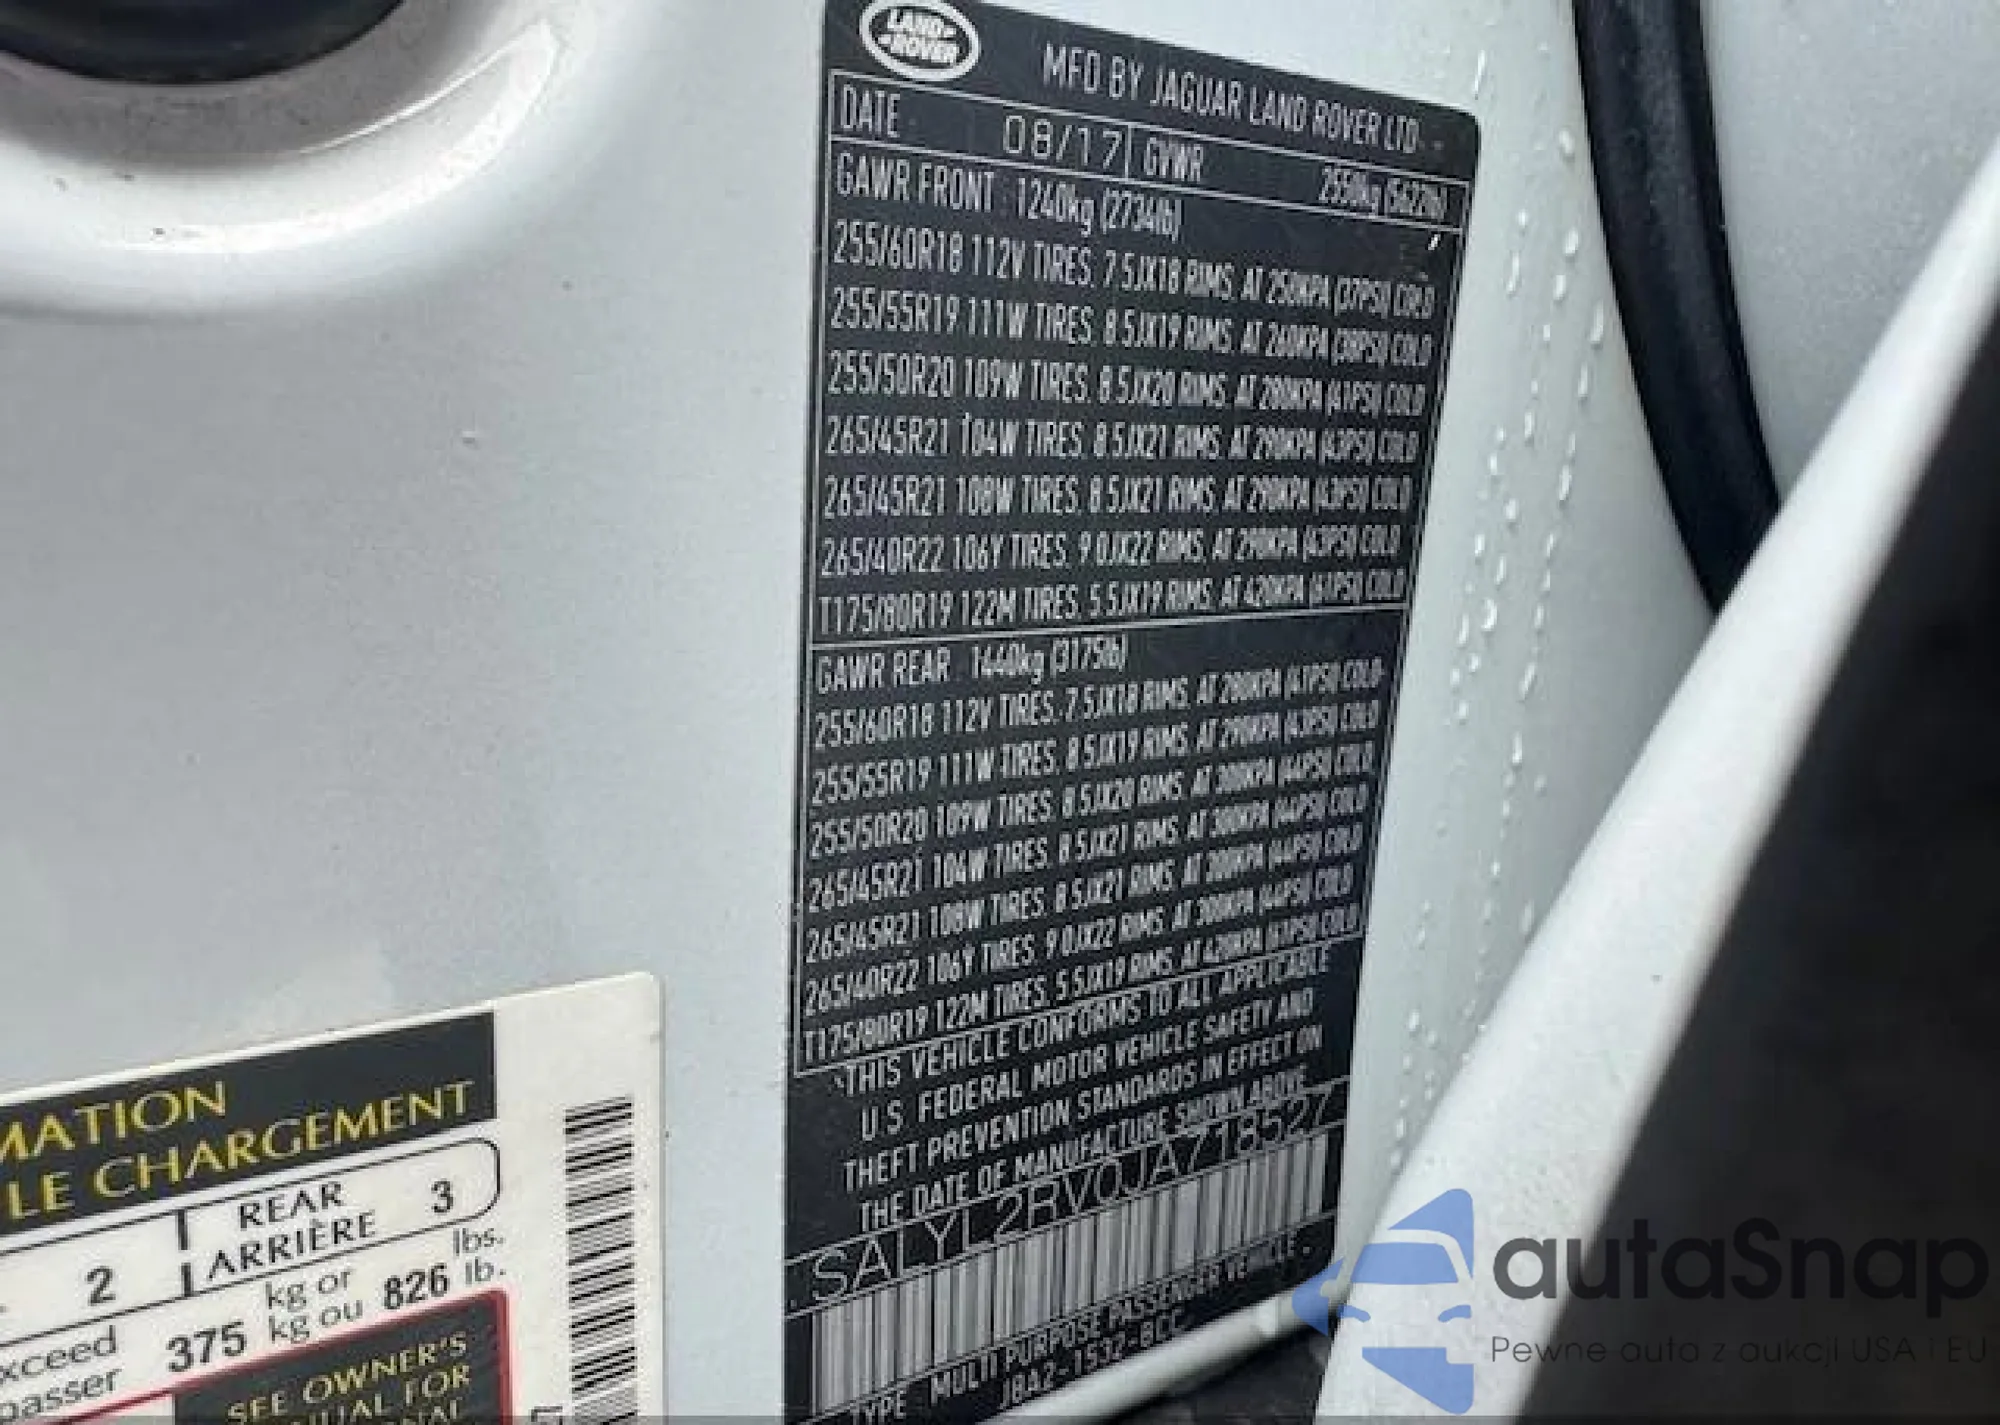 LAND
ROVER
MFD BY JAGUAR LAND ROVER LTD
DATE 08/17 GVWR 2550kg (5622lb)
GAWR FRONT 1240kg (2734lb)
255/60R18 112V TIRES. 7.5JX18 RIMS. AT 250KPA (37PSI) COLD
255/55R19 111W TIRES. 8.5JX19 RIMS. AT 260KPA (38PSI) COLD
255/50R20 109W TIRES. 8.5JX20 RIMS. AT 280KPA (41PSI) COLD
265/45R21 104W TIRES. 8.5JX21 RIMS. AT 290KPA (43PSI) COLD
265/45R21 108W TIRES. 8.5JX21 RIMS. AT 290KPA (43PSI) COLD
265/40R22 106Y TIRES. 9.0JX22 RIMS. AT 290KPA (43PSI) COLD
T175/80R19 122M TIRES. 5.5JX19 RIMS. AT 420KPA (61PSI) COLD
GAWR REAR 1440kg (3175lb)
255/60R18 112V TIRES. 7.5JX18 RIMS. AT 280KPA (41PSI) COLD
255/55R19 111W TIRES. 8.5JX19 RIMS. AT 290KPA (43PSI) COLD
255/50R20 109W TIRES. 8.5JX20 RIMS. AT 300KPA (44PSI) COLD
265/45R21 104W TIRES. 8.5JX21 RIMS. AT 300KPA (44PSI) COLD
265/45R21 108W TIRES. 8.5JX21 RIMS. AT 300KPA (44PSI) COLD
265/40R22 106Y TIRES. 9.0JX22 RIMS. AT 300KPA (44PSI) COLD
T175/80R19 122M TIRES. 5.5JX19 RIMS. AT 420KPA (61PSI) COLD
THIS VEHICLE CONFORMS TO ALL APPLICABLE
U.S FEDERAL MOTOR VEHICLE SAFETY AND
THEFT PREVENTION STANDARDS IN EFFECT ON
THE DATE OF MANUFACTURE SHOWN ABOVE
SALYL2RV0JA718527
TYPE MULTI PURPOSE PASSENGER VEHICLE
J8A2-1532-BCC
MATION
LE CHARGEMENT
2 REAR
ARRIÈRE 3
xceed 375 kg or 826 lbs.
passer kg ou lb.
SEE OWNER'S
NUAL FOR
NAL
autoSnap
Pewne auta z aukcji USA i EU